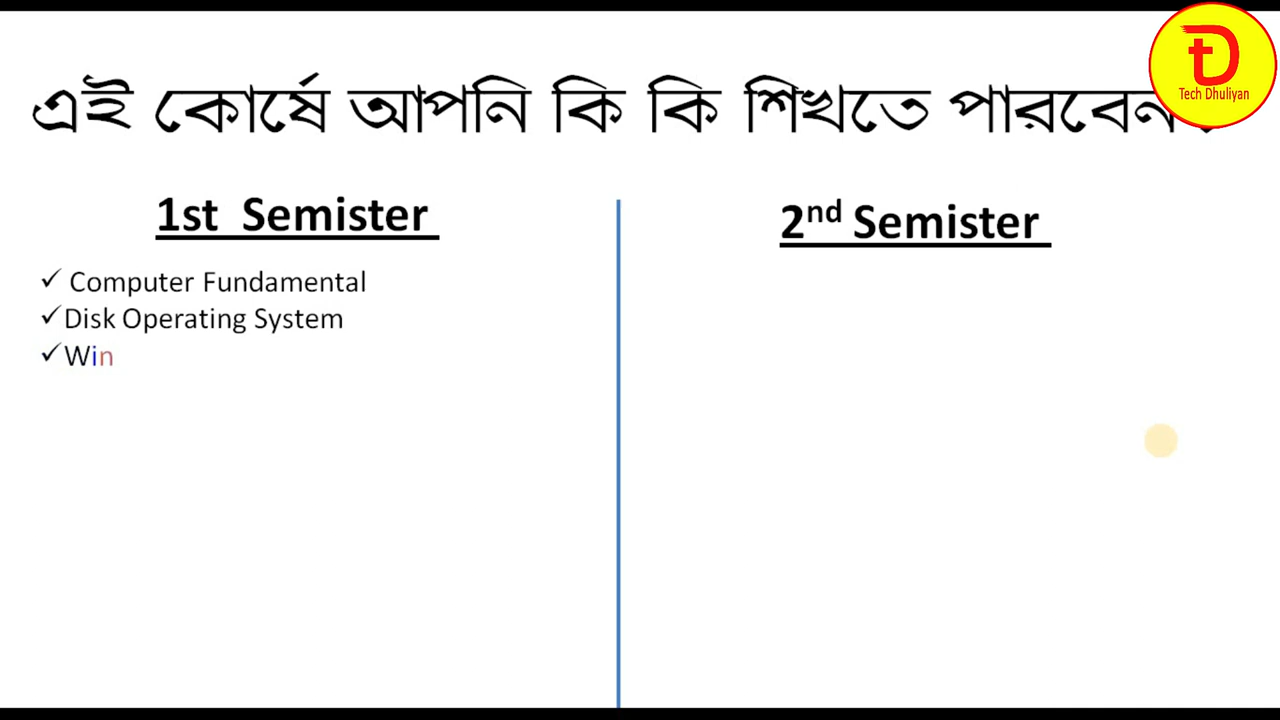 এই কোর্ষে আপনি কি কি শিখতে পারবেন
Tech Dhuliyan
1st Semister
Computer Fundamental
Disk Operating System
Win
2nd Semister